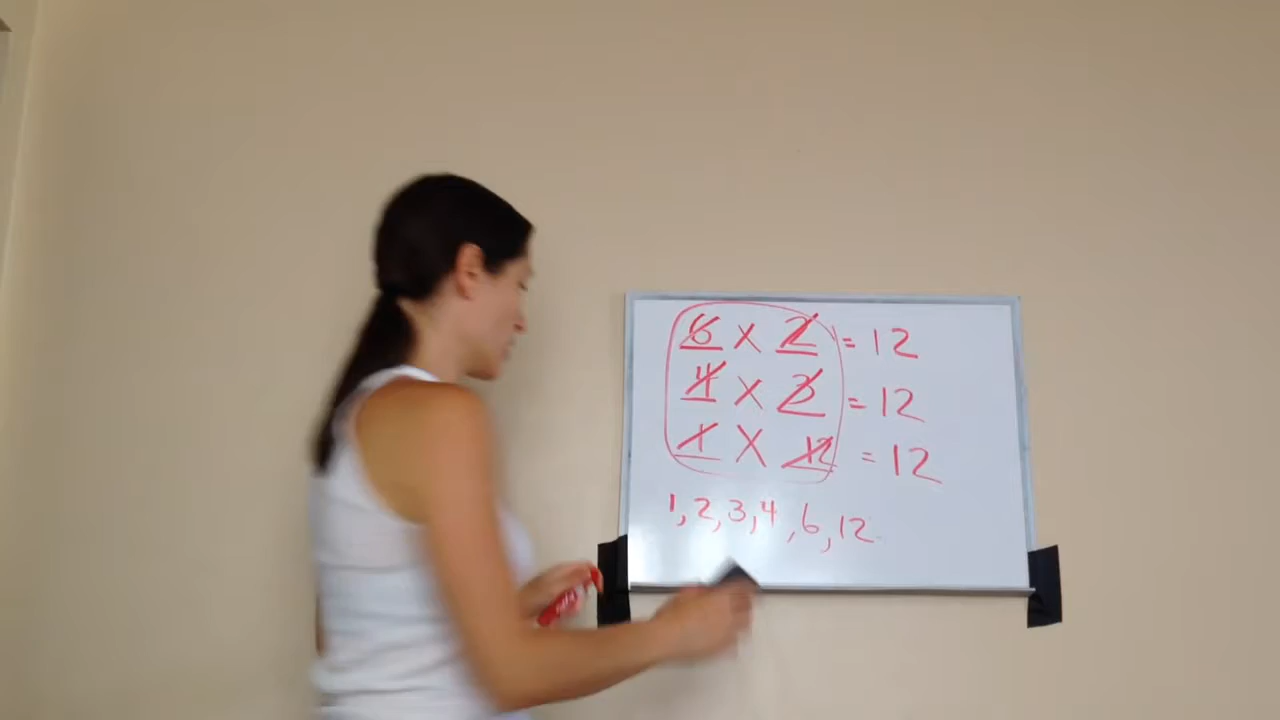 6 x 2 = 12
4 x 3 = 12
1 x 12 = 12
1, 2, 3, 4, 6, 12